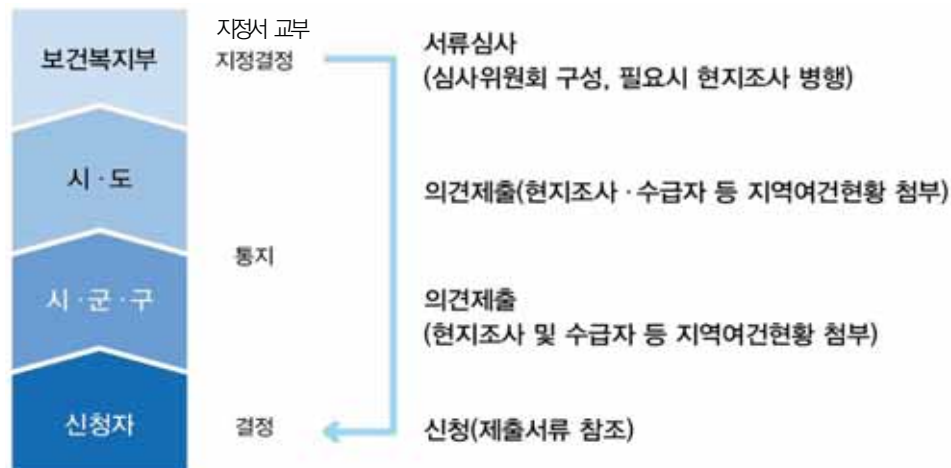 지정서 교부
보건복지부
지정결정
서류심사
(심사위원회 구성, 필요시 현지조사 병행)
시·도
의견제출(현지조사·수급자 등 지역여건현황 첨부)
통지
시·군·구
의견제출
(현지조사 및 수급자 등 지역여건현황 첨부)
신청자
결정
신청(제출서류 참조)